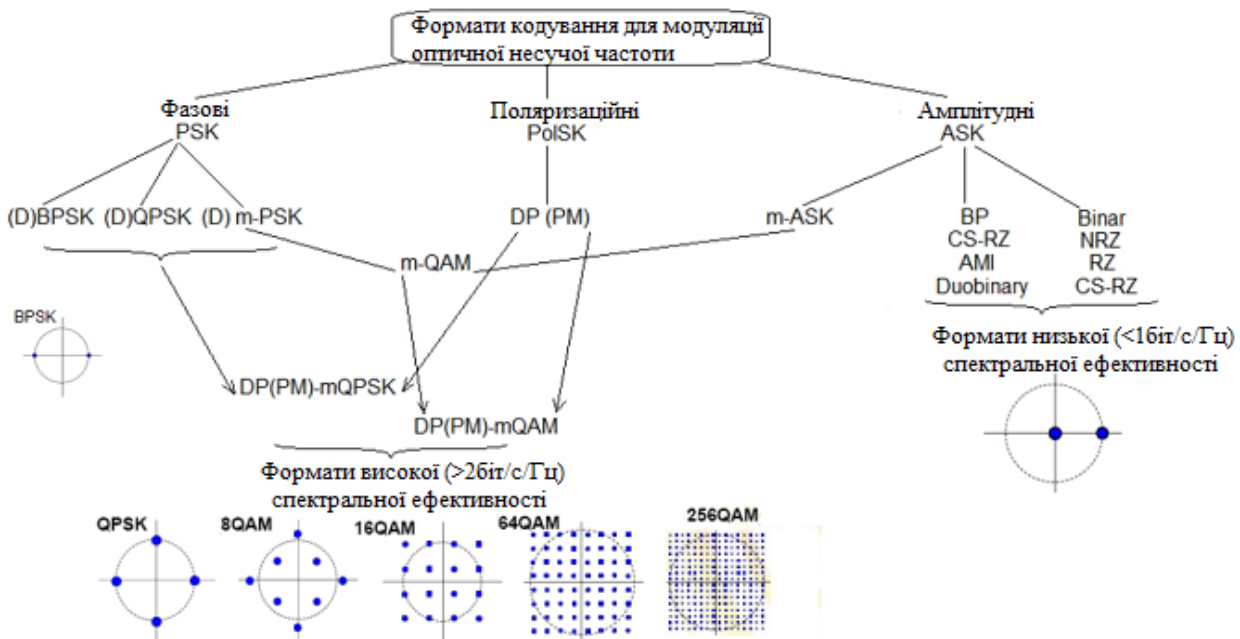 Формати кодування для модуляції
оптичної несучої частоти
Фазові
PSK
Поляризаційні
PolSK
Амплітудні
ASK
(D)BPSK (D)QPSK (D) m-PSK
DP (PM)
m-ASK
BP
CS-RZ
AMI
Duobinary
Binar
NRZ
RZ
CS-RZ
m-QAM
BPSK
Формати низької (<1біт/с/Гц)
спектральної ефективності
DP(PM)-mQPSK
DP(PM)-mQAM
Формати високої (>2біт/с/Гц)
спектральної ефективності
QPSK
8QAM
16QAM
64QAM
256QAM